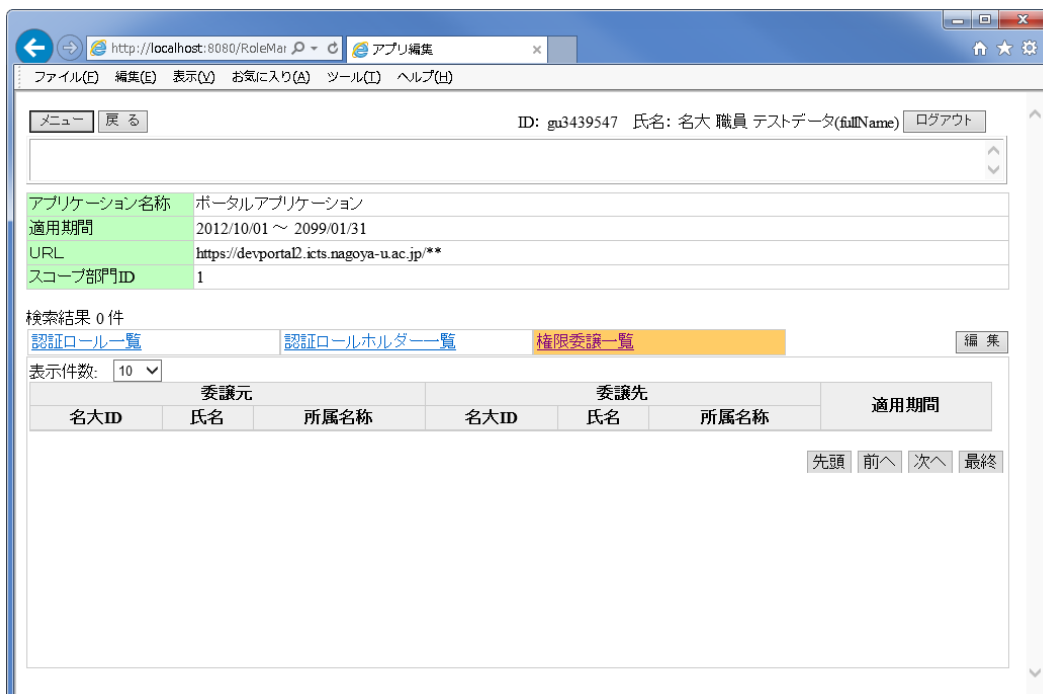 http://localhost:8080/RoleMar アプリ編集
ファイル(F) 編集(E) 表示(V) お気に入り(A) ツール(T) ヘルプ(H)
メニュー 戻 る ID: gu3439547 氏名: 名大 職員 テストデータ(fullName) ログアウト
アプリケーション名称 ポータルアプリケーション
適用期間 2012/10/01 ～ 2099/01/31
URL https://devportal2.icts.nagoya-u.ac.jp/**
スコープ部門ID 1
検索結果 0 件
認証ロール一覧 認証ロールホルダー一覧 権限委譲一覧 編 集
表示件数: 10
委譲元 委譲先 適用期間
名大ID 氏名 所属名称 名大ID 氏名 所属名称
先頭 前へ 次へ 最終